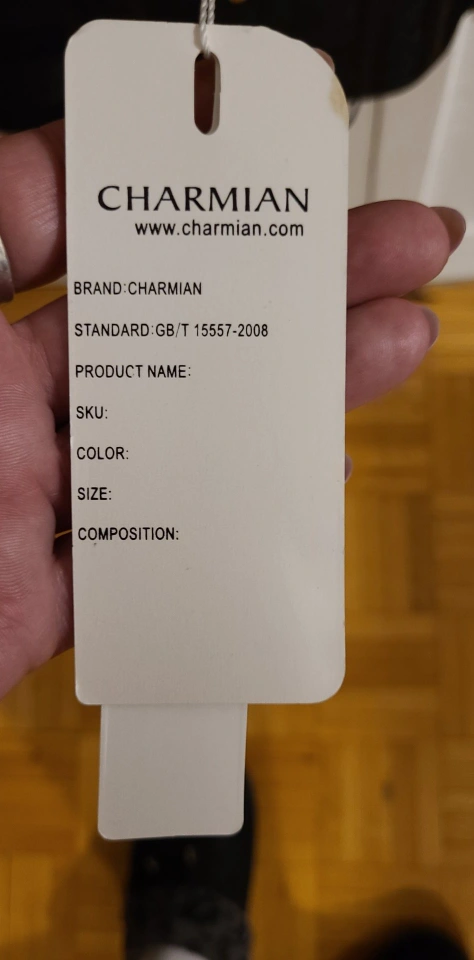 CHARMIAN
www.charmian.com
BRAND:CHARMIAN
STANDARD:GB/T 15557-2008
PRODUCT NAME:
SKU:
COLOR:
SIZE:
COMPOSITION: